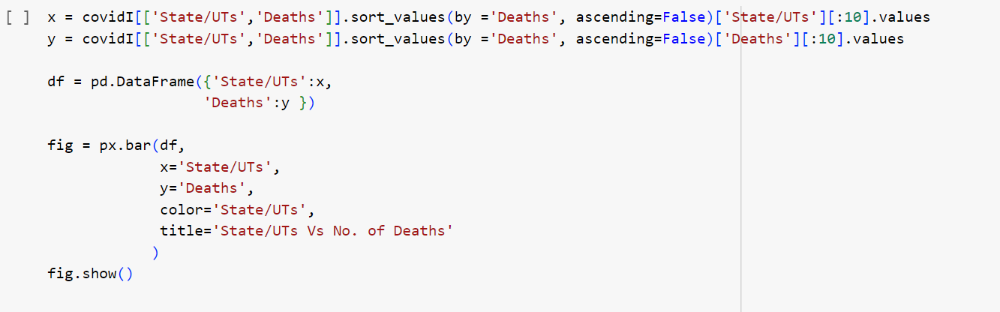 [ ] x = covidI[['State/UTs','Deaths']].sort_values(by ='Deaths', ascending=False)['State/UTs'][:10].values
y = covidI[['State/UTs','Deaths']].sort_values(by ='Deaths', ascending=False)['Deaths'][:10].values
df = pd.DataFrame({'State/UTs':x,
'Deaths':y })
fig = px.bar(df,
x='State/UTs',
y='Deaths',
color='State/UTs',
title='State/UTs Vs No. of Deaths'
)
fig.show()